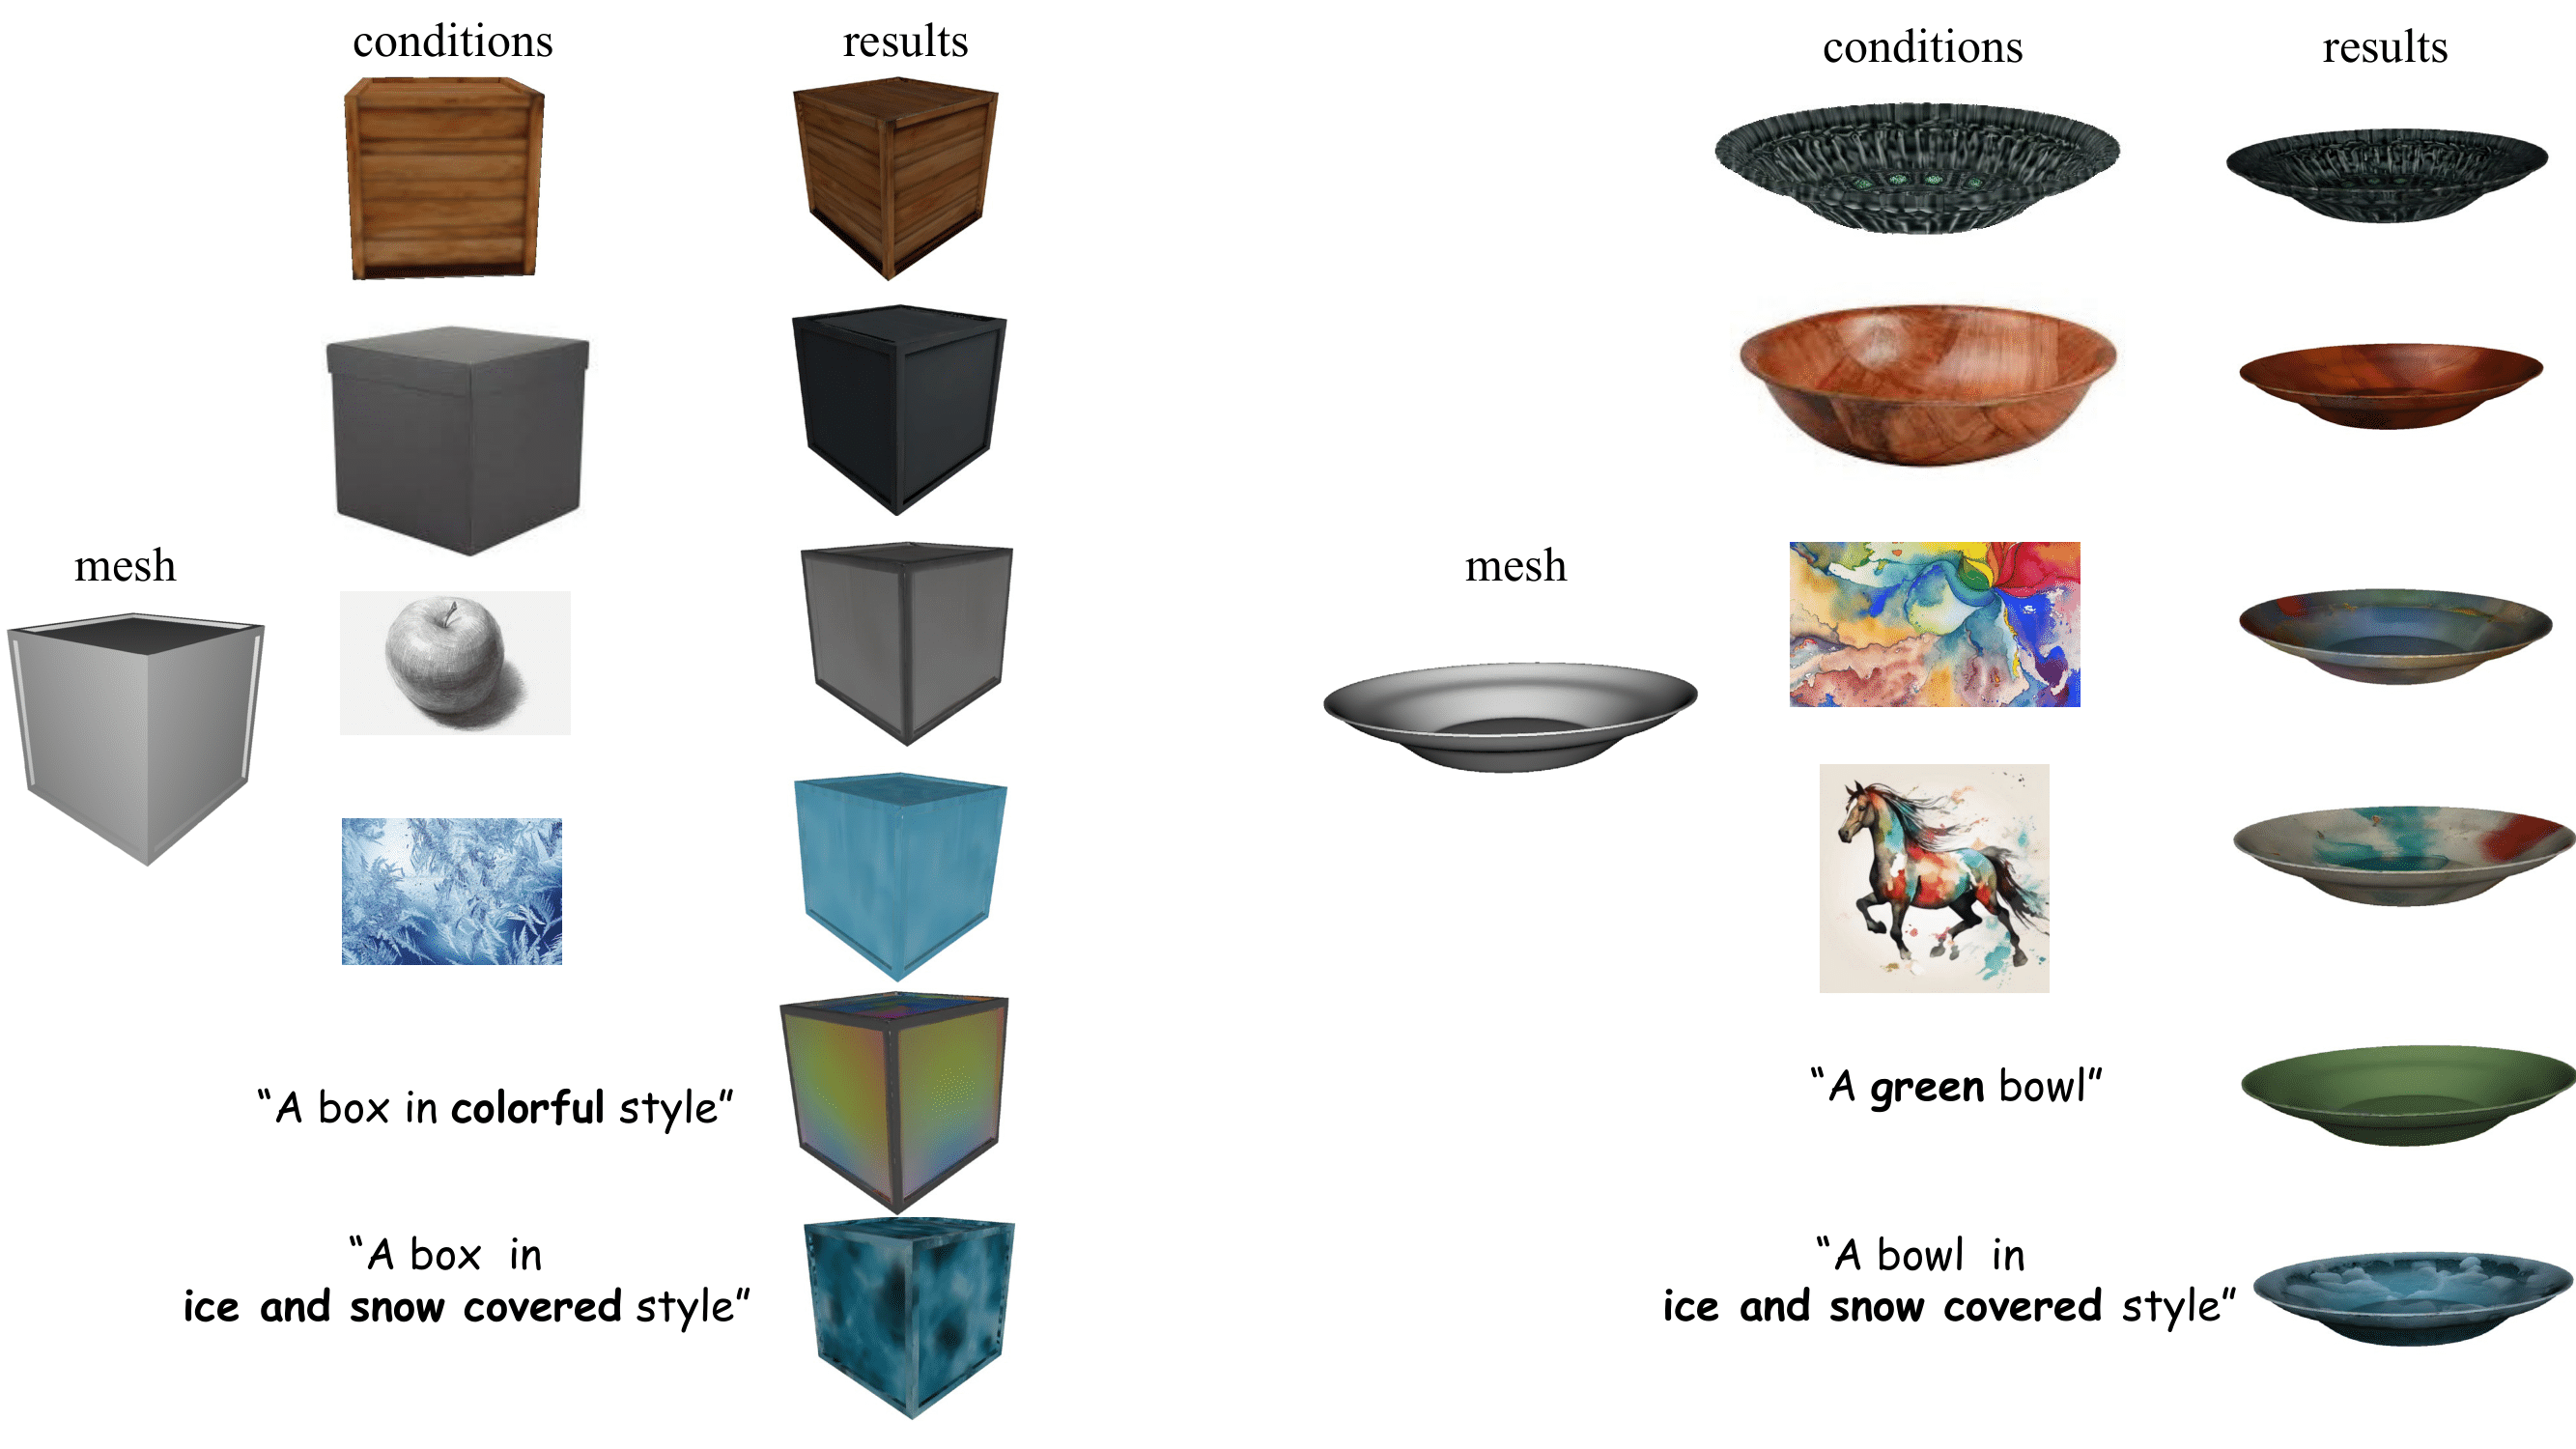 conditions
results
mesh
“A box in colorful style”
“A box in
ice and snow covered style”
conditions
results
mesh
“A green bowl”
“A bowl in
ice and snow covered style”